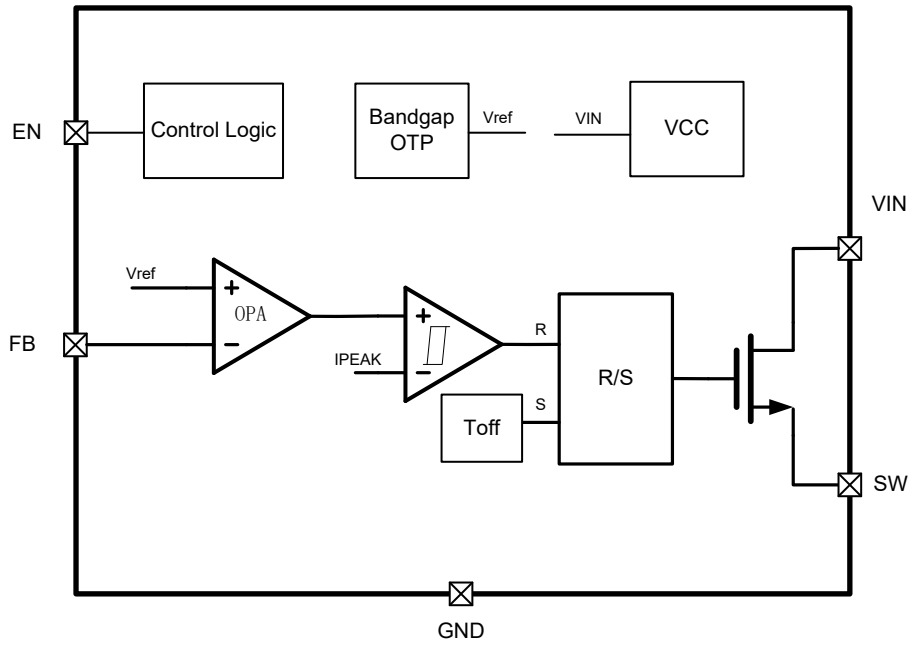 EN
Control Logic
Bandgap
OTP
Vref
VIN
VCC
VIN
Vref
+
OPA
−
FB
+
IPEAK
−
R
S
Toff
R/S
SW
GND